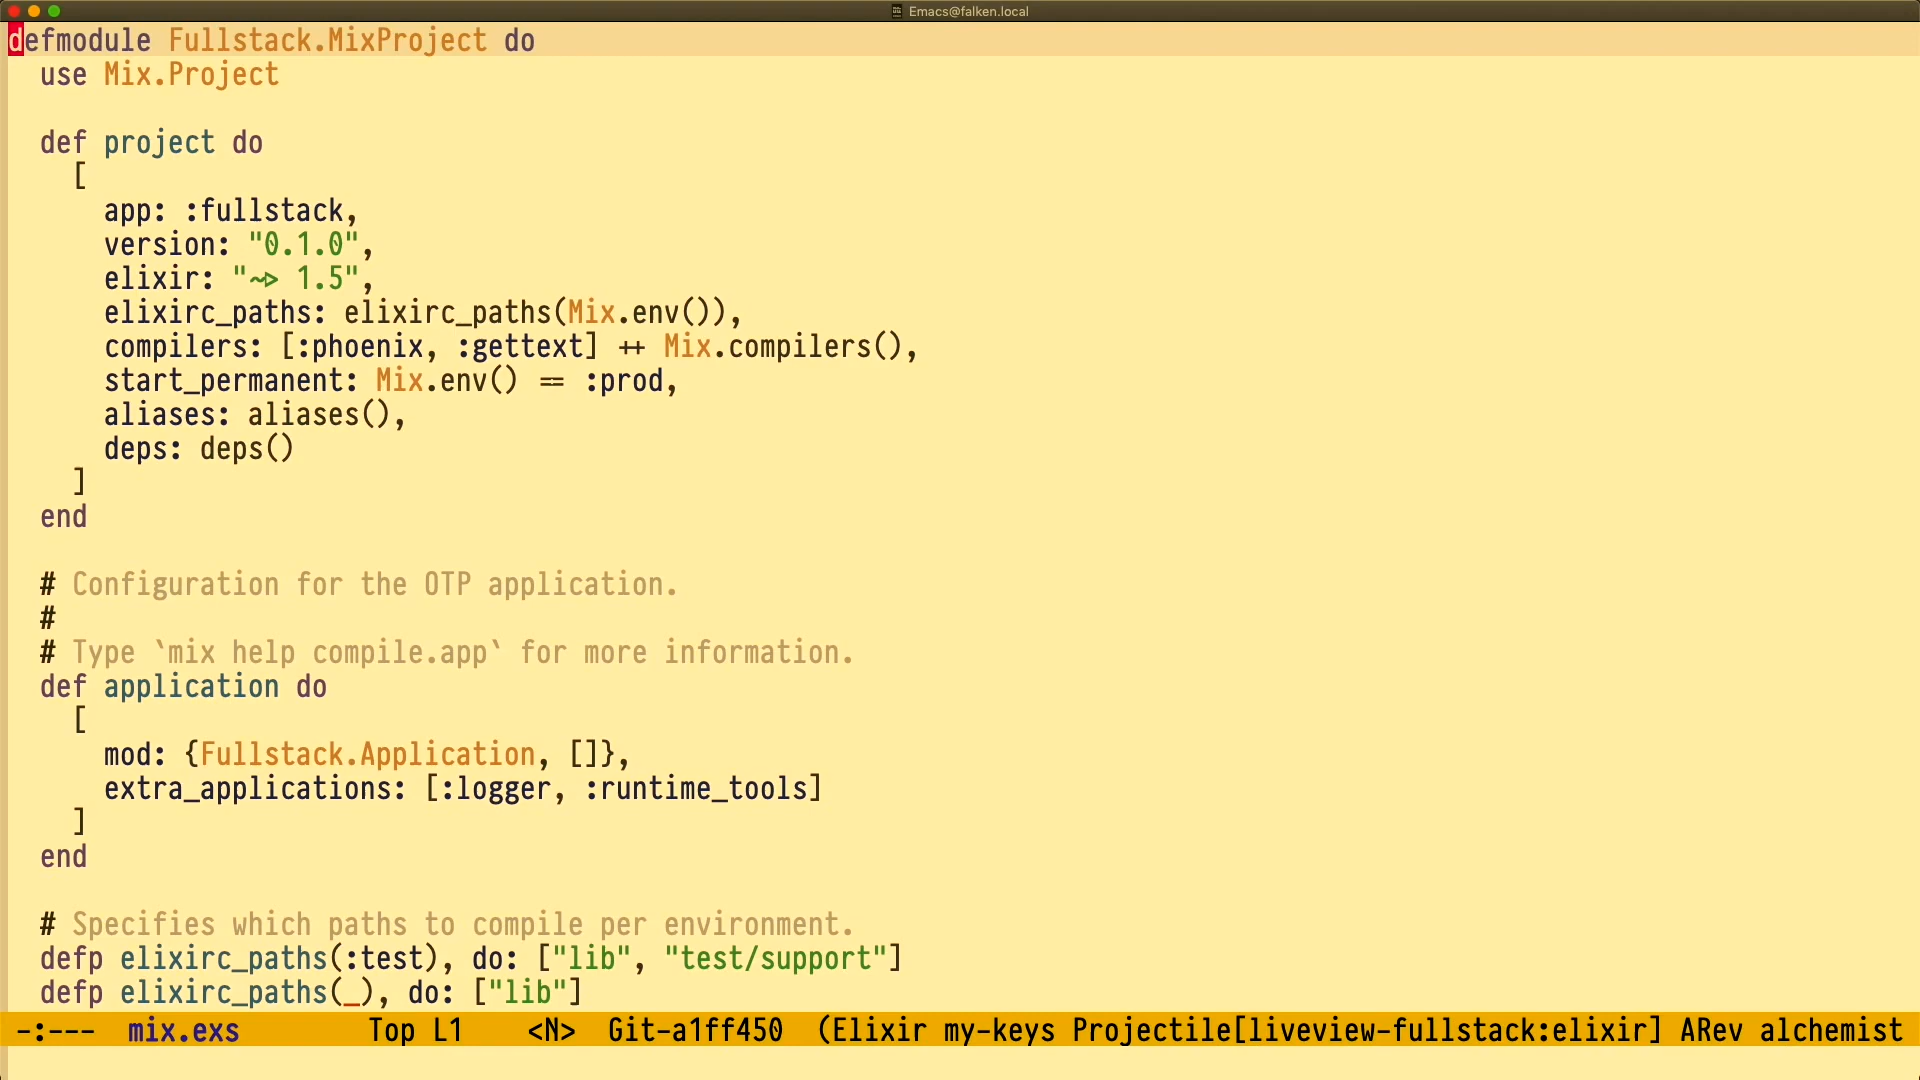 Emacs@falken.local
defmodule Fullstack.MixProject do
  use Mix.Project

  def project do
    [
      app: :fullstack,
      version: "0.1.0",
      elixir: "~> 1.5",
      elixirc_paths: elixirc_paths(Mix.env()),
      compilers: [:phoenix, :gettext] ++ Mix.compilers(),
      start_permanent: Mix.env() == :prod,
      aliases: aliases(),
      deps: deps()
    ]
  end

  # Configuration for the OTP application.
  #
  # Type `mix help compile.app` for more information.
  def application do
    [
      mod: {Fullstack.Application, []},
      extra_applications: [:logger, :runtime_tools]
    ]
  end

  # Specifies which paths to compile per environment.
  defp elixirc_paths(:test), do: ["lib", "test/support"]
  defp elixirc_paths(_), do: ["lib"]
-:--- mix.exs Top L1 <N> Git-a1ff450 (Elixir my-keys Projectile[liveview-fullstack:elixir] ARev alchemist